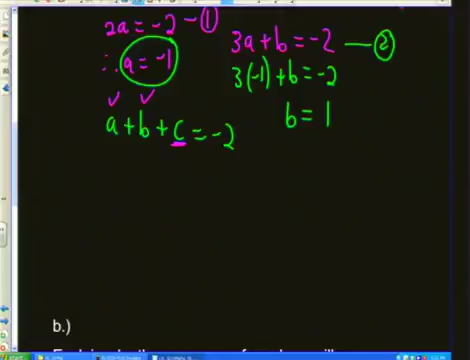 2a = -2 - ①
∴ a = -1
a + b + c = -2
3a + b = -2 — ②
3(-1) + b = -2
b = 1
b.)